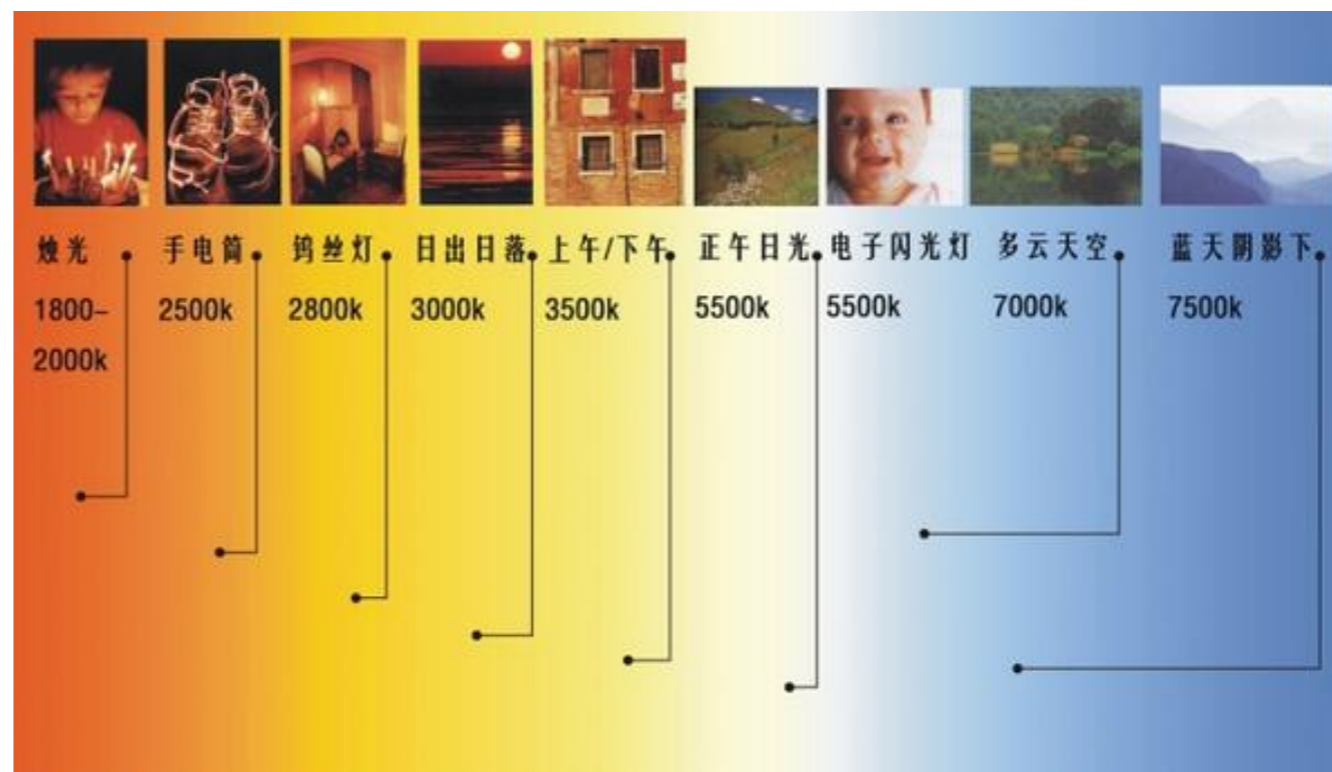 烛光
1800–
2000k
手电筒
2500k
钨丝灯
2800k
日出日落
3000k
上午/下午
3500k
正午日光
5500k
电子闪光灯
5500k
多云天空
7000k
蓝天阴影下
7500k